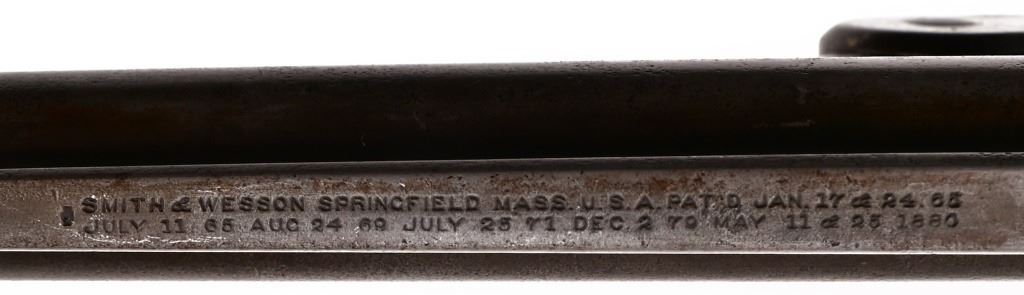 SMITH & WESSON SPRINGFIELD MASS. U.S.A. PAT'D JAN. 17 & 24. 65
JULY 11 65 AUG 24 69 JULY 25 71 DEC. 2 79 MAY 11 & 25 1880